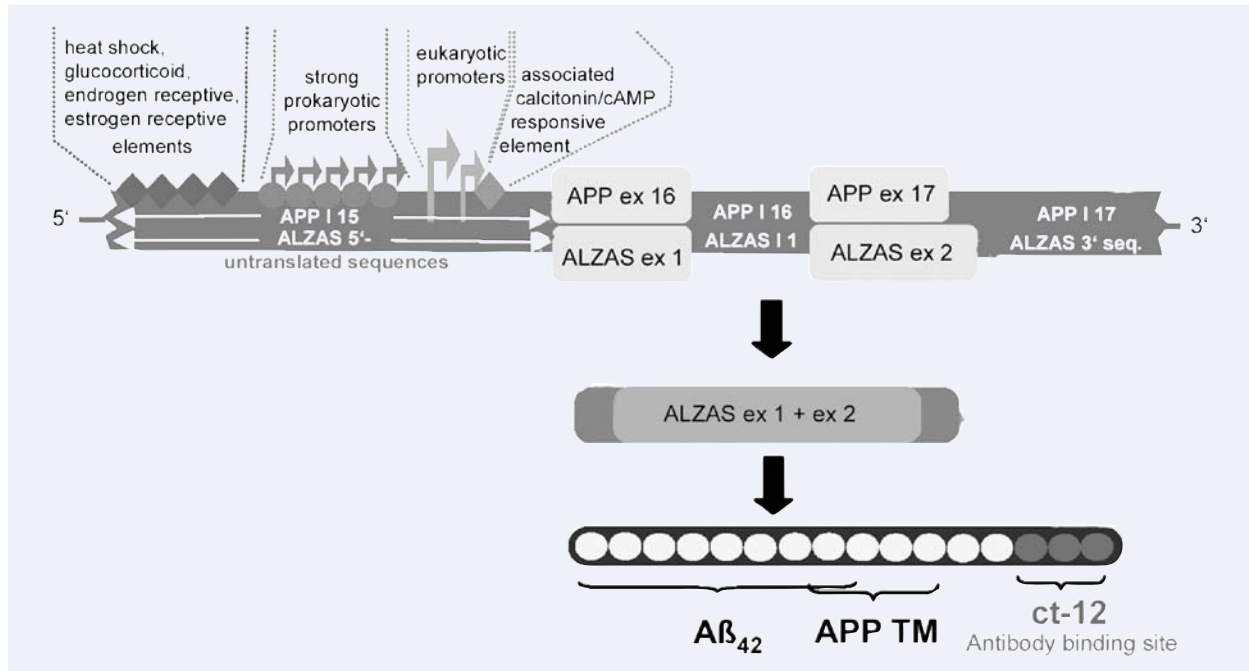 heat shock,
glucocorticoid,
endrogen receptive,
estrogen receptive
elements
strong
prokaryotic
promoters
eukaryotic
promoters
associated
calcitonin/cAMP
responsive
element
5'
APP I 15
ALZAS 5'-
untranslated sequences
APP ex 16
ALZAS ex 1
APP I 16
ALZAS I 1
APP ex 17
ALZAS ex 2
APP I 17
ALZAS 3' seq.
3'
ALZAS ex 1 + ex 2
Aß42
APP TM
ct-12
Antibody binding site